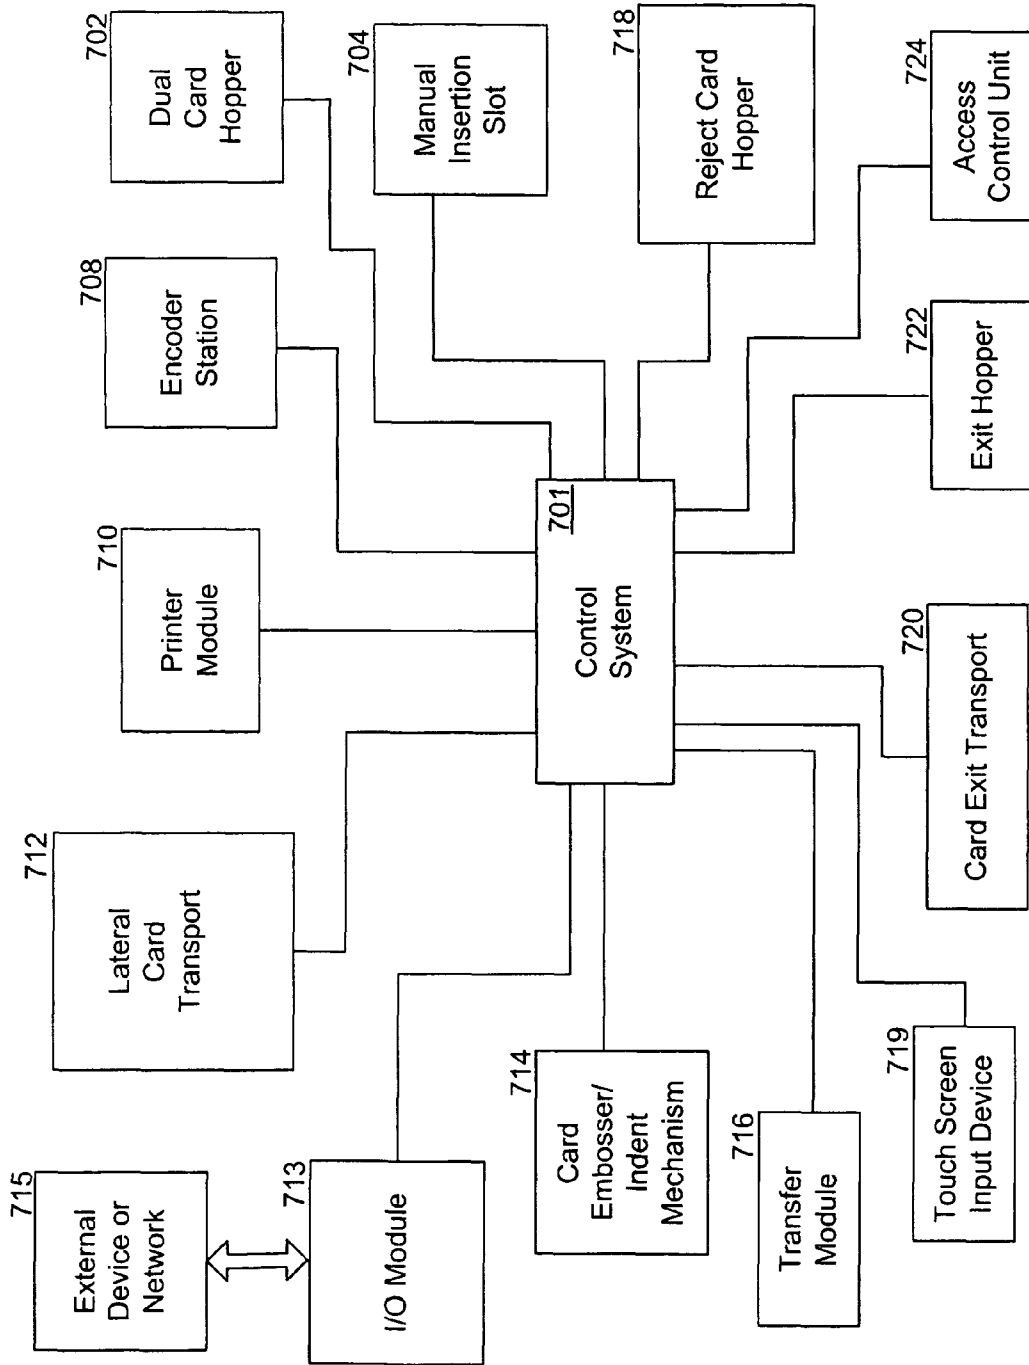 715
External
Device or
Network
713
I/O Module
712
Lateral
Card
Transport
710
Printer
Module
708
Encoder
Station
702
Dual
Card
Hopper
704
Manual
Insertion
Slot
714
Card
Embosser/
Indent
Mechanism
701
Control
System
718
Reject Card
Hopper
716
Transfer
Module
719
Touch Screen
Input Device
720
Card Exit Transport
722
Exit Hopper
724
Access
Control Unit